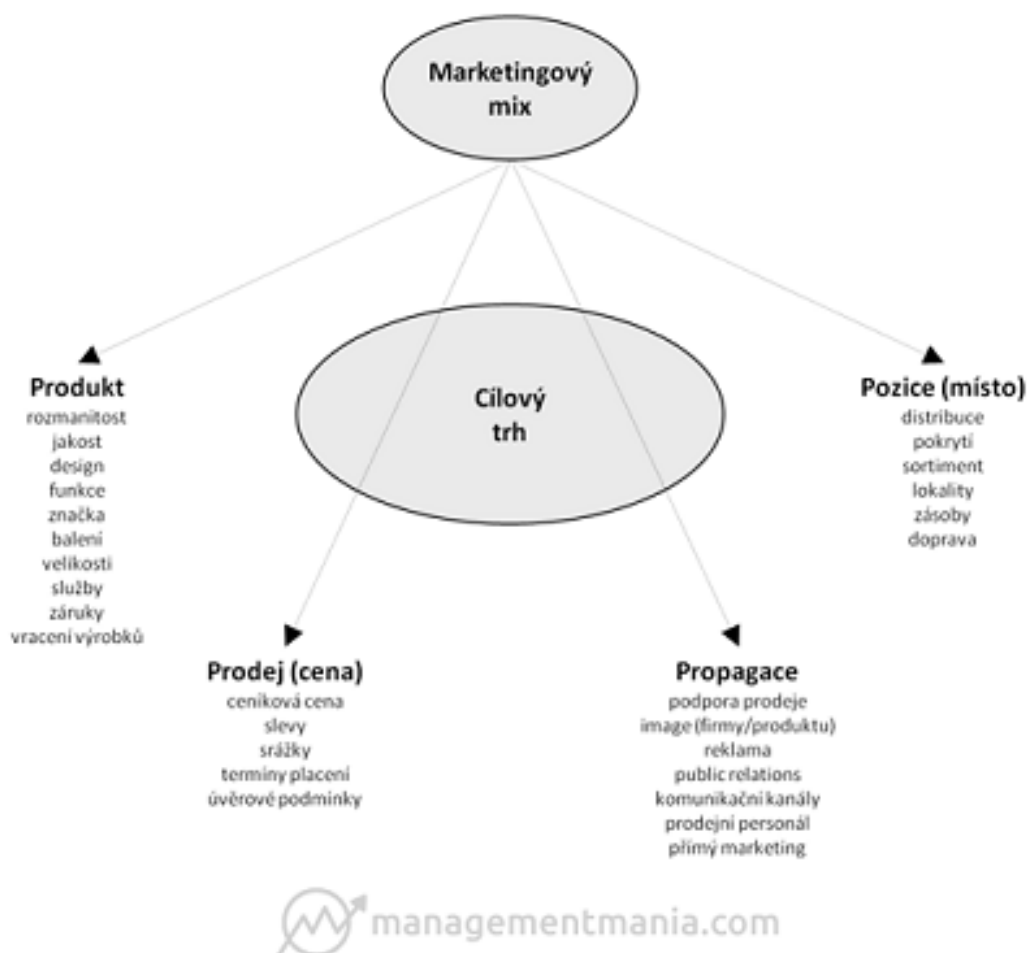 Marketingový
mix
Cílový
trh
Produkt
rozmanitost
jakost
design
funkce
značka
balení
velikosti
služby
záruky
vracení výrobků
Prodej (cena)
ceníková cena
slevy
srážky
termíny placení
úvěrové podmínky
Propagace
podpora prodeje
image (firmy/produktu)
reklama
public relations
komunikační kanály
prodejní personál
přímý marketing
Pozice (místo)
distribuce
pokrytí
sortiment
lokality
zásoby
doprava
managementmania.com